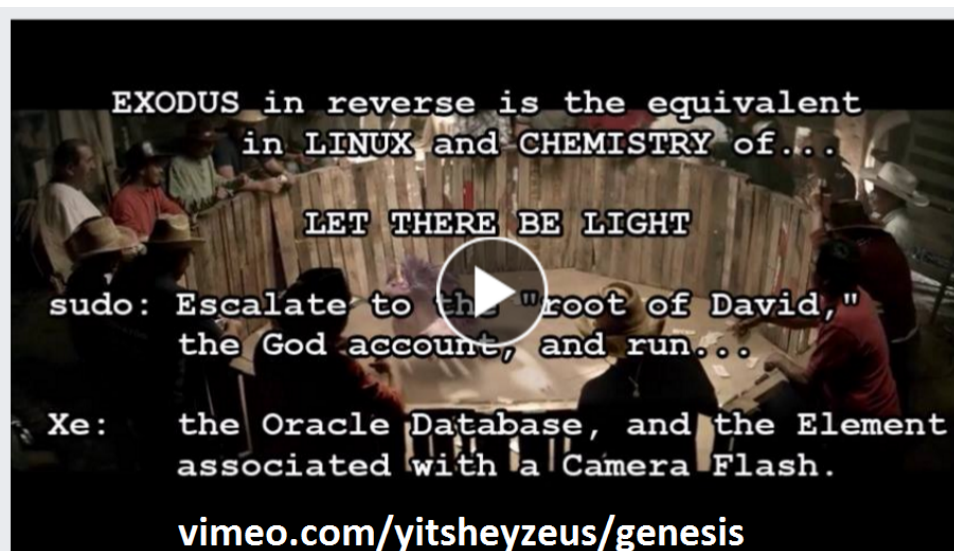 EXODUS in reverse is the equivalent
in LINUX and CHEMISTRY of...
LET THERE BE LIGHT
sudo: Escalate to the "root of David,"
the God account, and run...
Xe: the Oracle Database, and the Element
associated with a Camera Flash.
vimeo.com/yitsheyzeus/genesis